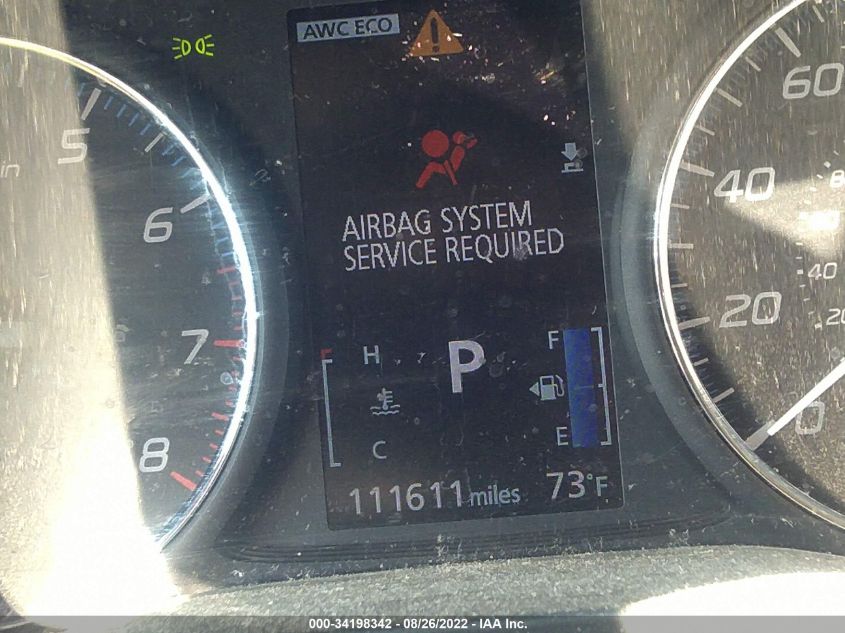 AWC ECO
5
60
in
6
40
AIRBAG SYSTEM
SERVICE REQUIRED
40
20
20
7
H
P
F
E
C
8
0
111611 miles
73°F
000-34198342 - 08/26/2022 - IAA Inc.